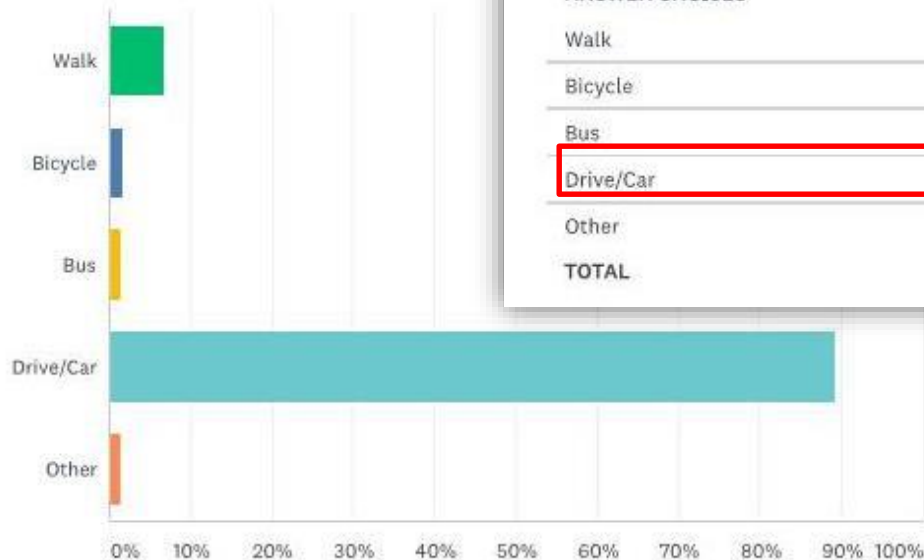 Walk
Bicycle
Bus
Drive/Car
Other
0% 10% 20% 30% 40% 50% 60% 70% 80% 90% 100%
Walk
Bicycle
Bus
Drive/Car
Other
TOTAL